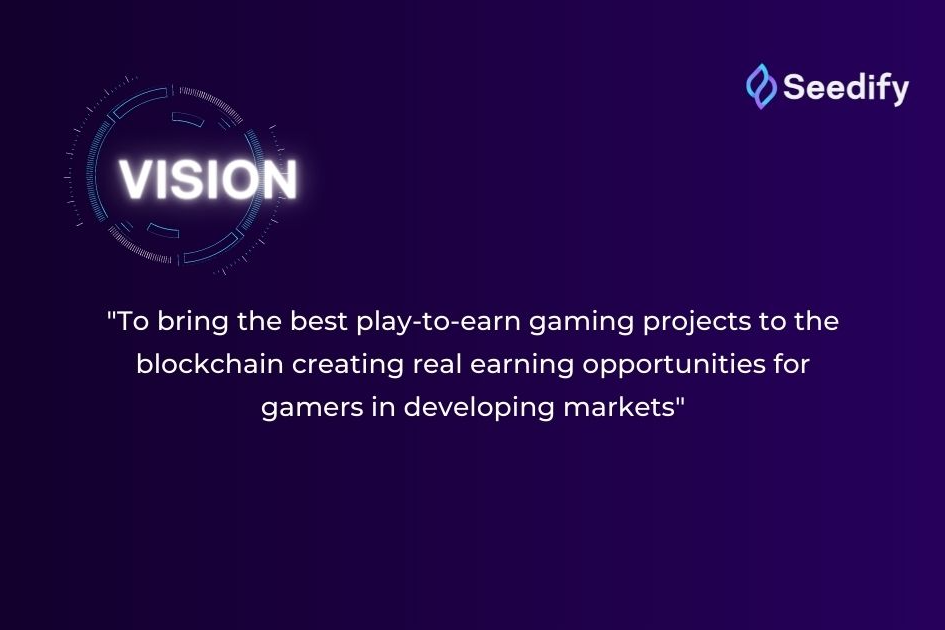 Seedify
VISION
"To bring the best play-to-earn gaming projects to the
blockchain creating real earning opportunities for
gamers in developing markets"